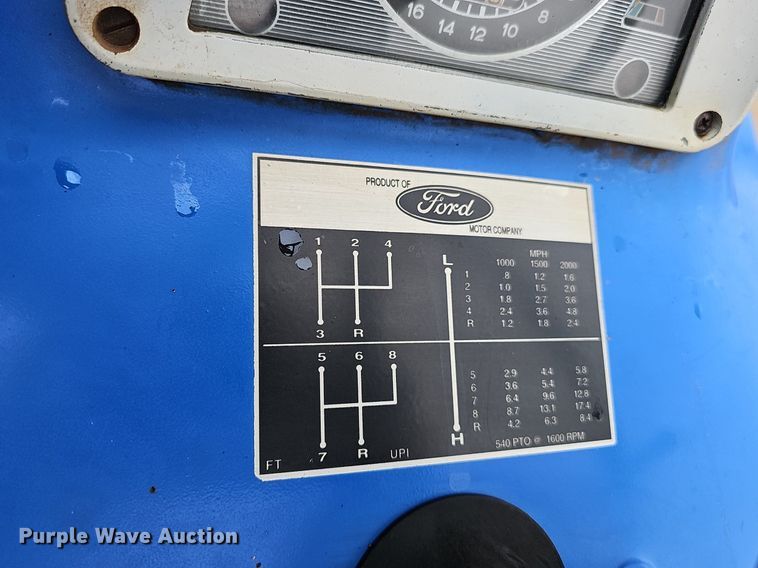 16 14 12 10 8
PRODUCT OF
Ford
MOTOR COMPANY
1 2 4
3 R
5 6 8
7 R
FT UPI
L
H
MPH
1000 1500 2000
1 .8 1.2 1.6
2 1.0 1.5 2.0
3 1.8 2.7 3.6
4 2.4 3.6 4.8
R 1.2 1.8 2.4
5 2.9 4.4 5.8
6 3.6 5.4 7.2
7 6.4 9.6 12.8
8 8.7 13.1 17.4
R 4.2 6.3 8.4
540 PTO @ 1600 RPM
Purple Wave Auction